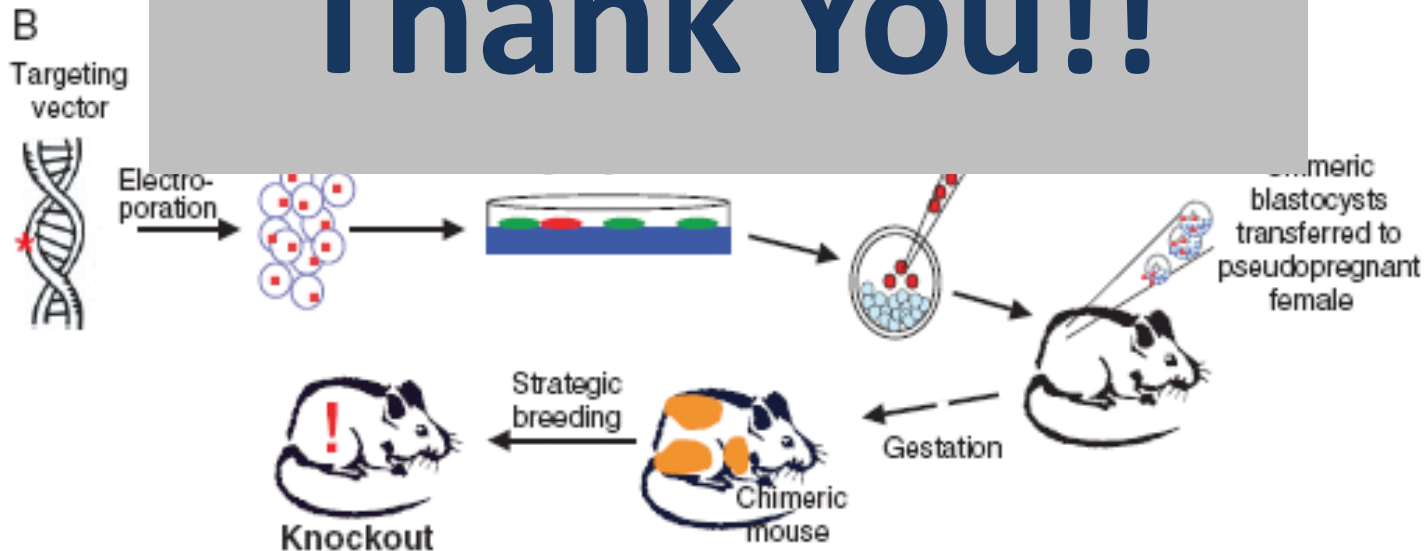 B
Thank You!!
Targeting
vector
Electro-
poration
blastocysts
transferred to
pseudopregnant
female
Strategic
breeding
Gestation
Chimeric
mouse
Knockout